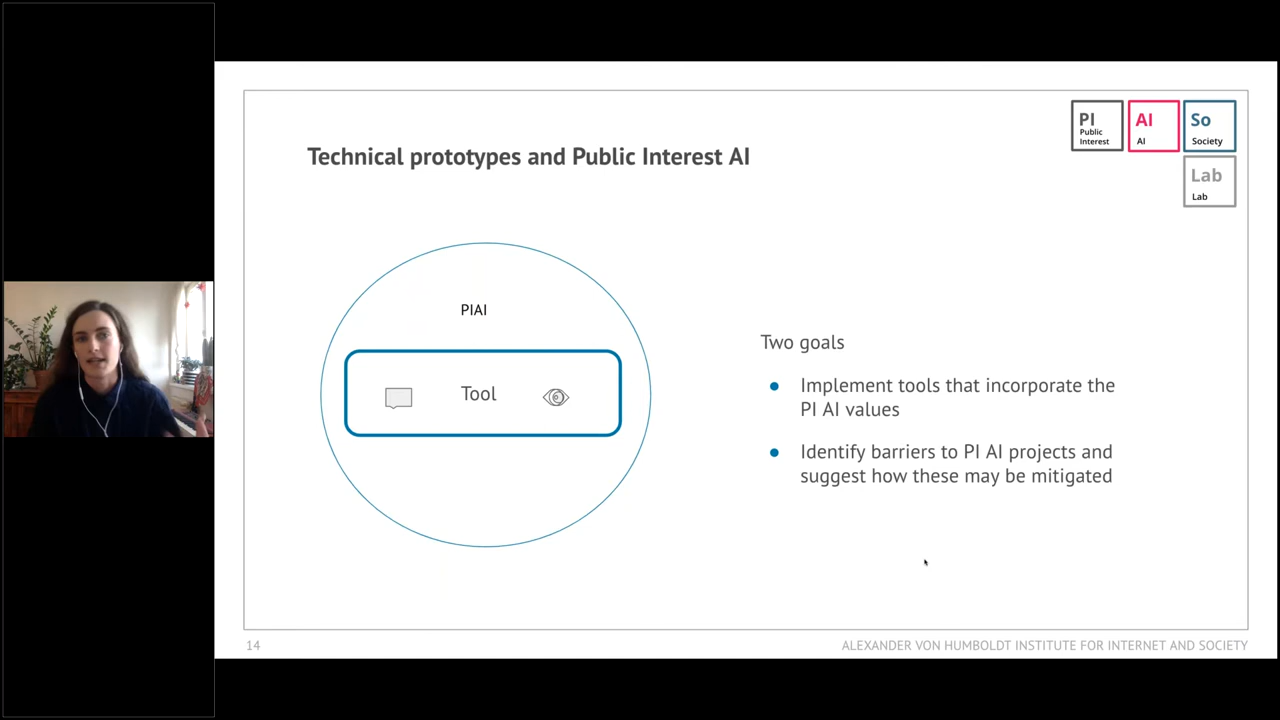 PI
Public
Interest
AI
AI
So
Society
Lab
Lab
Technical prototypes and Public Interest AI
PIAI
Tool
Two goals
● Implement tools that incorporate the
PI AI values
● Identify barriers to PI AI projects and
suggest how these may be mitigated
14
ALEXANDER VON HUMBOLDT INSTITUTE FOR INTERNET AND SOCIETY